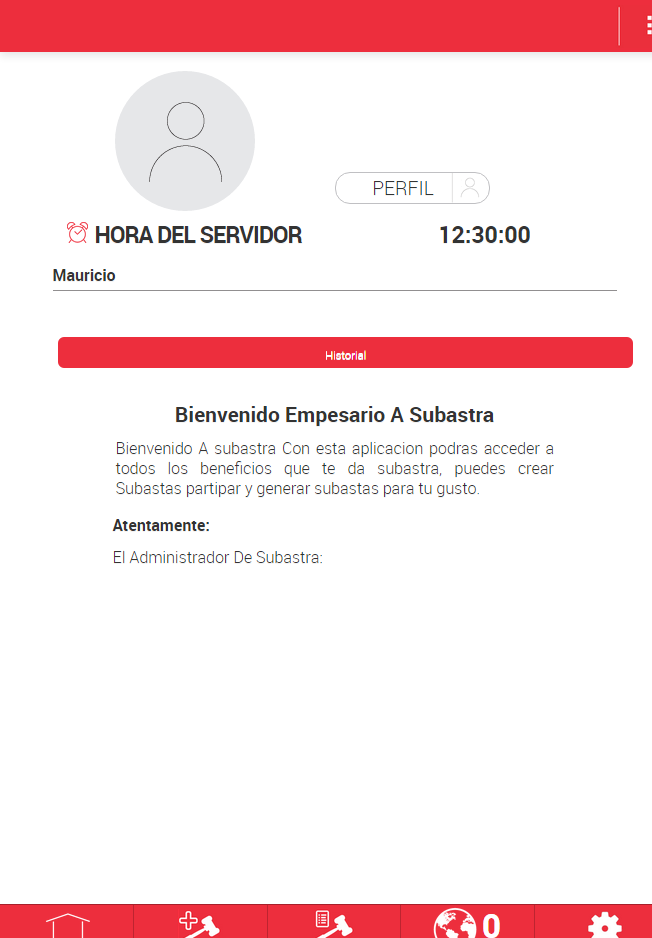 PERFIL
HORA DEL SERVIDOR 12:30:00
Mauricio
Historial
Bienvenido Empesario A Subastra
Bienvenido A subastra Con esta aplicacion podras acceder a
todos los beneficios que te da subastra, puedes crear
Subastas partipar y generar subastas para tu gusto.
Atentamente:
El Administrador De Subastra:
0